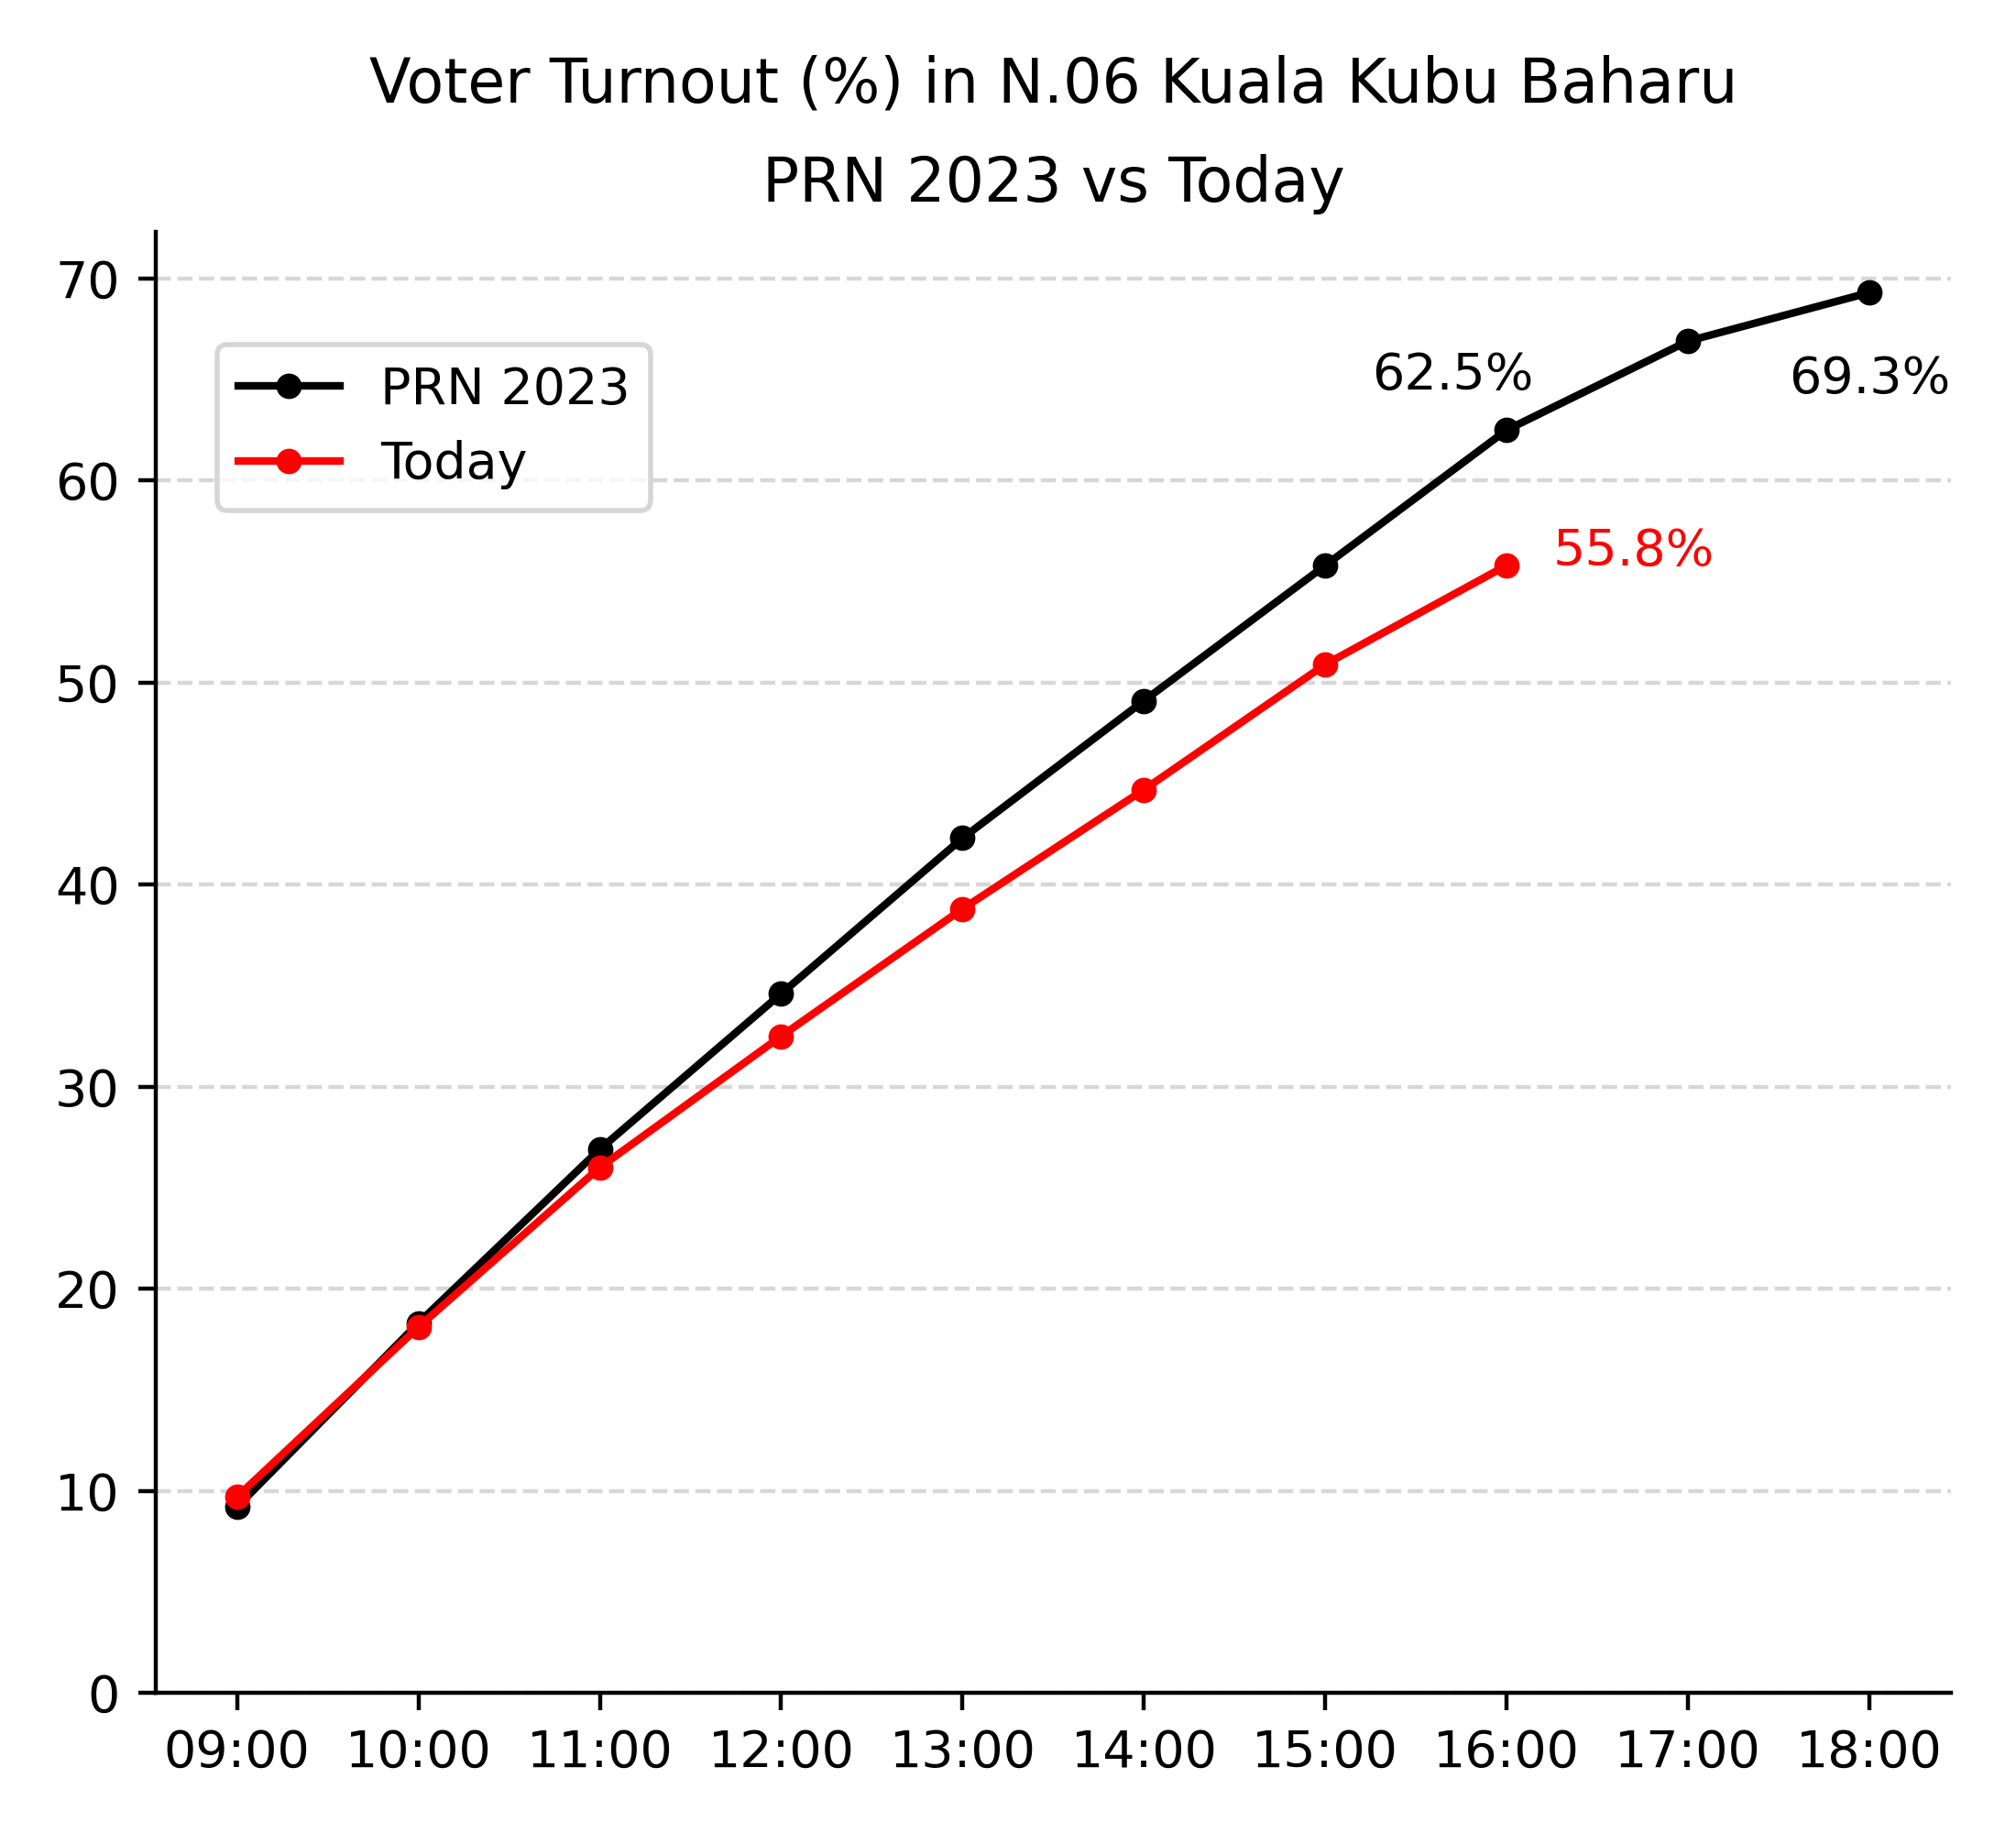 Voter Turnout (%) in N.06 Kuala Kubu Baharu
PRN 2023 vs Today
70
60
50
40
30
20
10
0
PRN 2023
Today
62.5%
69.3%
55.8%
09:00 10:00 11:00 12:00 13:00 14:00 15:00 16:00 17:00 18:00